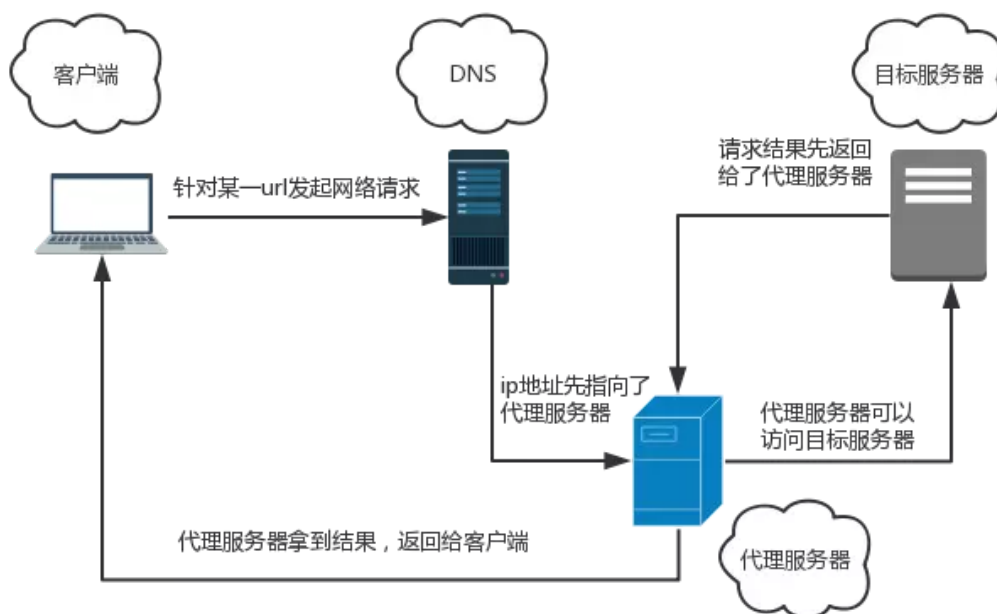 客户端
DNS
目标服务器
针对某一url发起网络请求
请求结果先返回
给了代理服务器
ip地址先指向了
代理服务器
代理服务器可以
访问目标服务器
代理服务器拿到结果，返回给客户端
代理服务器